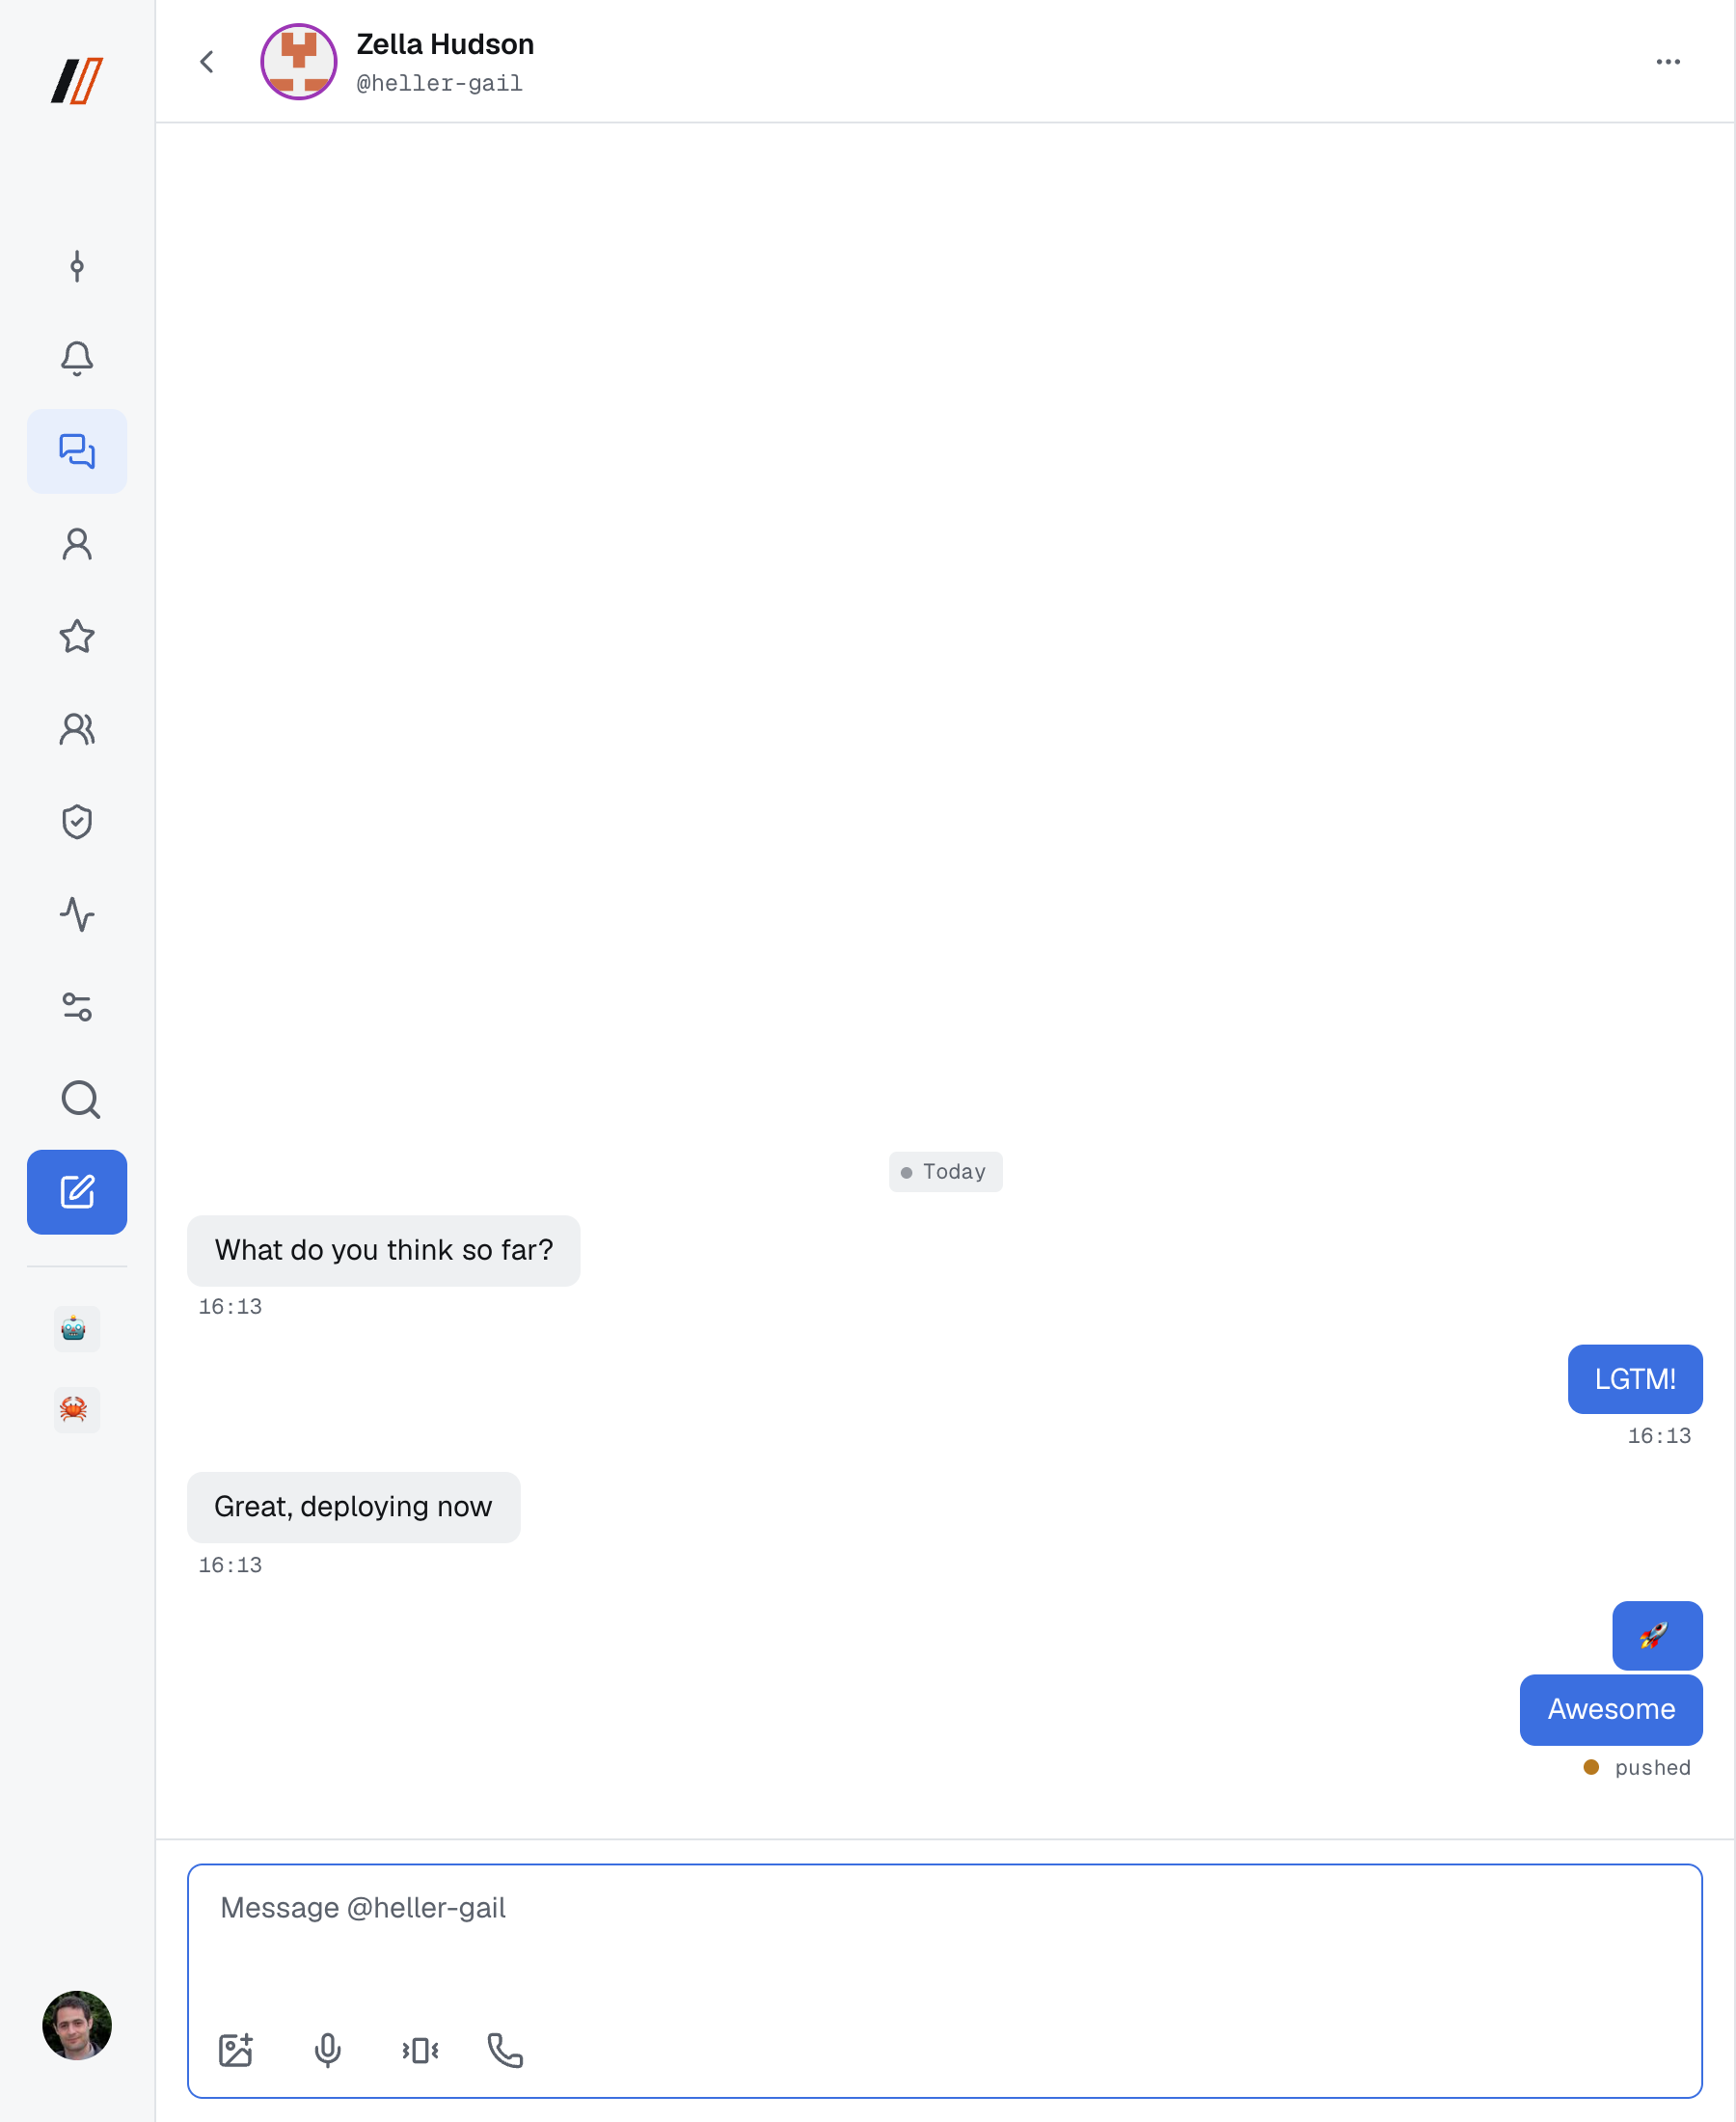 Zella Hudson
@heller-gail
Today
What do you think so far?
16:13
LGTM!
16:13
Great, deploying now
16:13
🚀
Awesome
pushed
Message @heller-gail